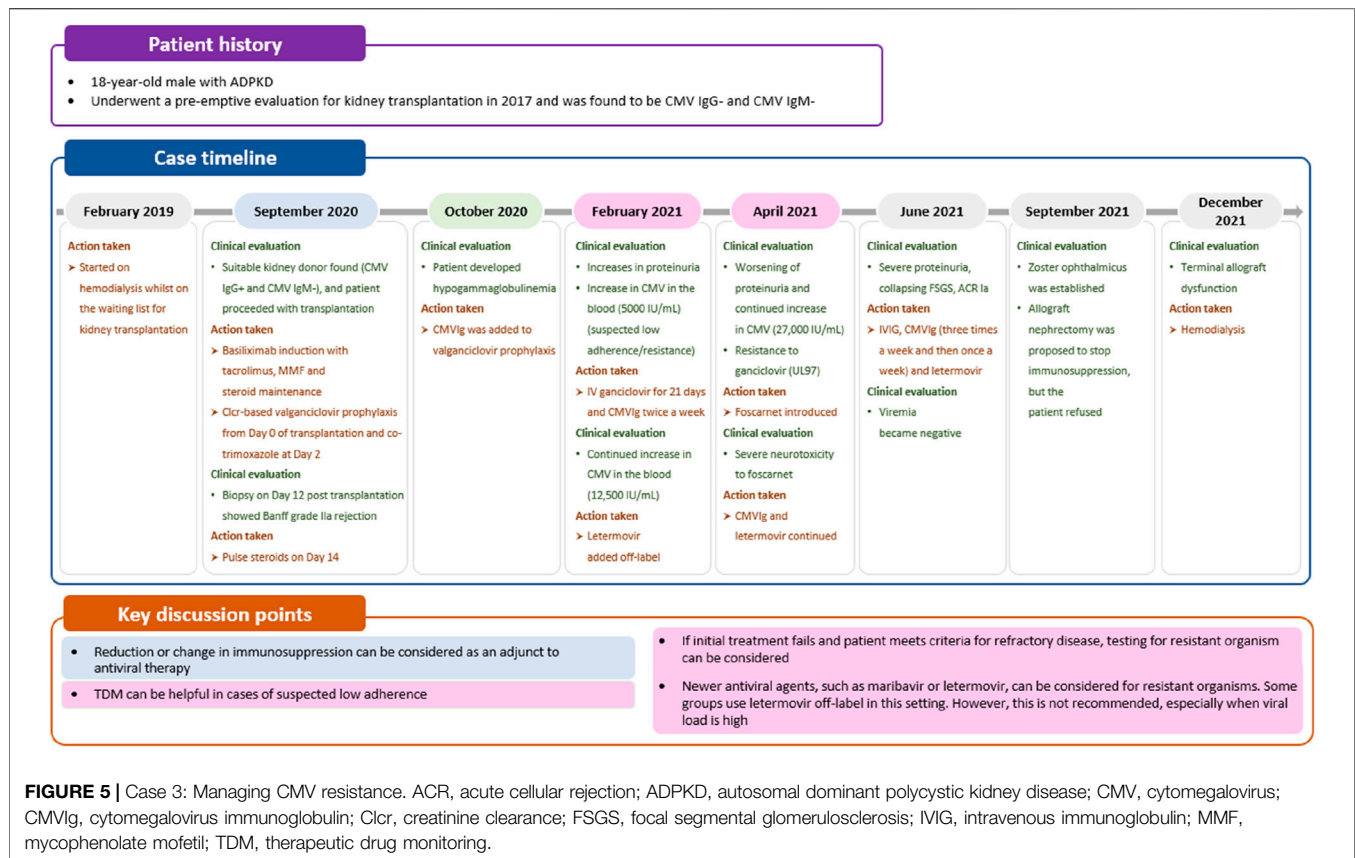 Patient history
• 18-year-old male with ADPKD
• Underwent a pre-emptive evaluation for kidney transplantation in 2017 and was found to be CMV IgG- and CMV IgM-
Case timeline
February 2019
Action taken
➢ Started on
hemodialysis whilst on
the waiting list for
kidney transplantation
September 2020
Clinical evaluation
• Suitable kidney donor found (CMV
IgG+ and CMV IgM-), and patient
proceeded with transplantation
Action taken
➢ Basiliximab induction with
tacrolimus, MMF and
steroid maintenance
➢ Clcr-based valganciclovir prophylaxis
from Day 0 of transplantation and co-
trimoxazole at Day 2
Clinical evaluation
• Biopsy on Day 12 post transplantation
showed Banff grade IIa rejection
Action taken
➢ Pulse steroids on Day 14
October 2020
Clinical evaluation
• Patient developed
hypogammaglobulinemia
Action taken
➢ CMVIg was added to
valganciclovir prophylaxis
February 2021
Clinical evaluation
• Increases in proteinuria
• Increase in CMV in the
blood (5000 IU/mL)
(suspected low
adherence/resistance)
Action taken
➢ IV ganciclovir for 21 days
and CMVIg twice a week
Clinical evaluation
• Continued increase in
CMV in the blood
(12,500 IU/mL)
Action taken
➢ Letermovir
added off-label
April 2021
Clinical evaluation
• Worsening of
proteinuria and
continued increase
in CMV (27,000 IU/mL)
• Resistance to
ganciclovir (UL97)
Action taken
➢ Foscarnet introduced
Clinical evaluation
• Severe neurotoxicity
to foscarnet
Action taken
➢ CMVIg and
letermovir continued
June 2021
Clinical evaluation
• Severe proteinuria,
collapsing FSGS, ACR Ia
Action taken
➢ IVIG, CMVIg (three times
a week and then once a
week) and letermovir
Clinical evaluation
• Viremia
became negative
September 2021
Clinical evaluation
• Zoster ophthalmicus
was established
• Allograft
nephrectomy was
proposed to stop
immunosuppression,
but the
patient refused
December
2021
Clinical evaluation
• Terminal allograft
dysfunction
Action taken
➢ Hemodialysis
Key discussion points
• Reduction or change in immunosuppression can be considered as an adjunct to
antiviral therapy
• TDM can be helpful in cases of suspected low adherence
• If initial treatment fails and patient meets criteria for refractory disease, testing for resistant organism
can be considered
• Newer antiviral agents, such as maribavir or letermovir, can be considered for resistant organisms. Some
groups use letermovir off-label in this setting. However, this is not recommended, especially when viral
load is high
FIGURE 5 | Case 3: Managing CMV resistance. ACR, acute cellular rejection; ADPKD, autosomal dominant polycystic kidney disease; CMV, cytomegalovirus;
CMVIg, cytomegalovirus immunoglobulin; Clcr, creatinine clearance; FSGS, focal segmental glomerulosclerosis; IVIG, intravenous immunoglobulin; MMF,
mycophenolate mofetil; TDM, therapeutic drug monitoring.